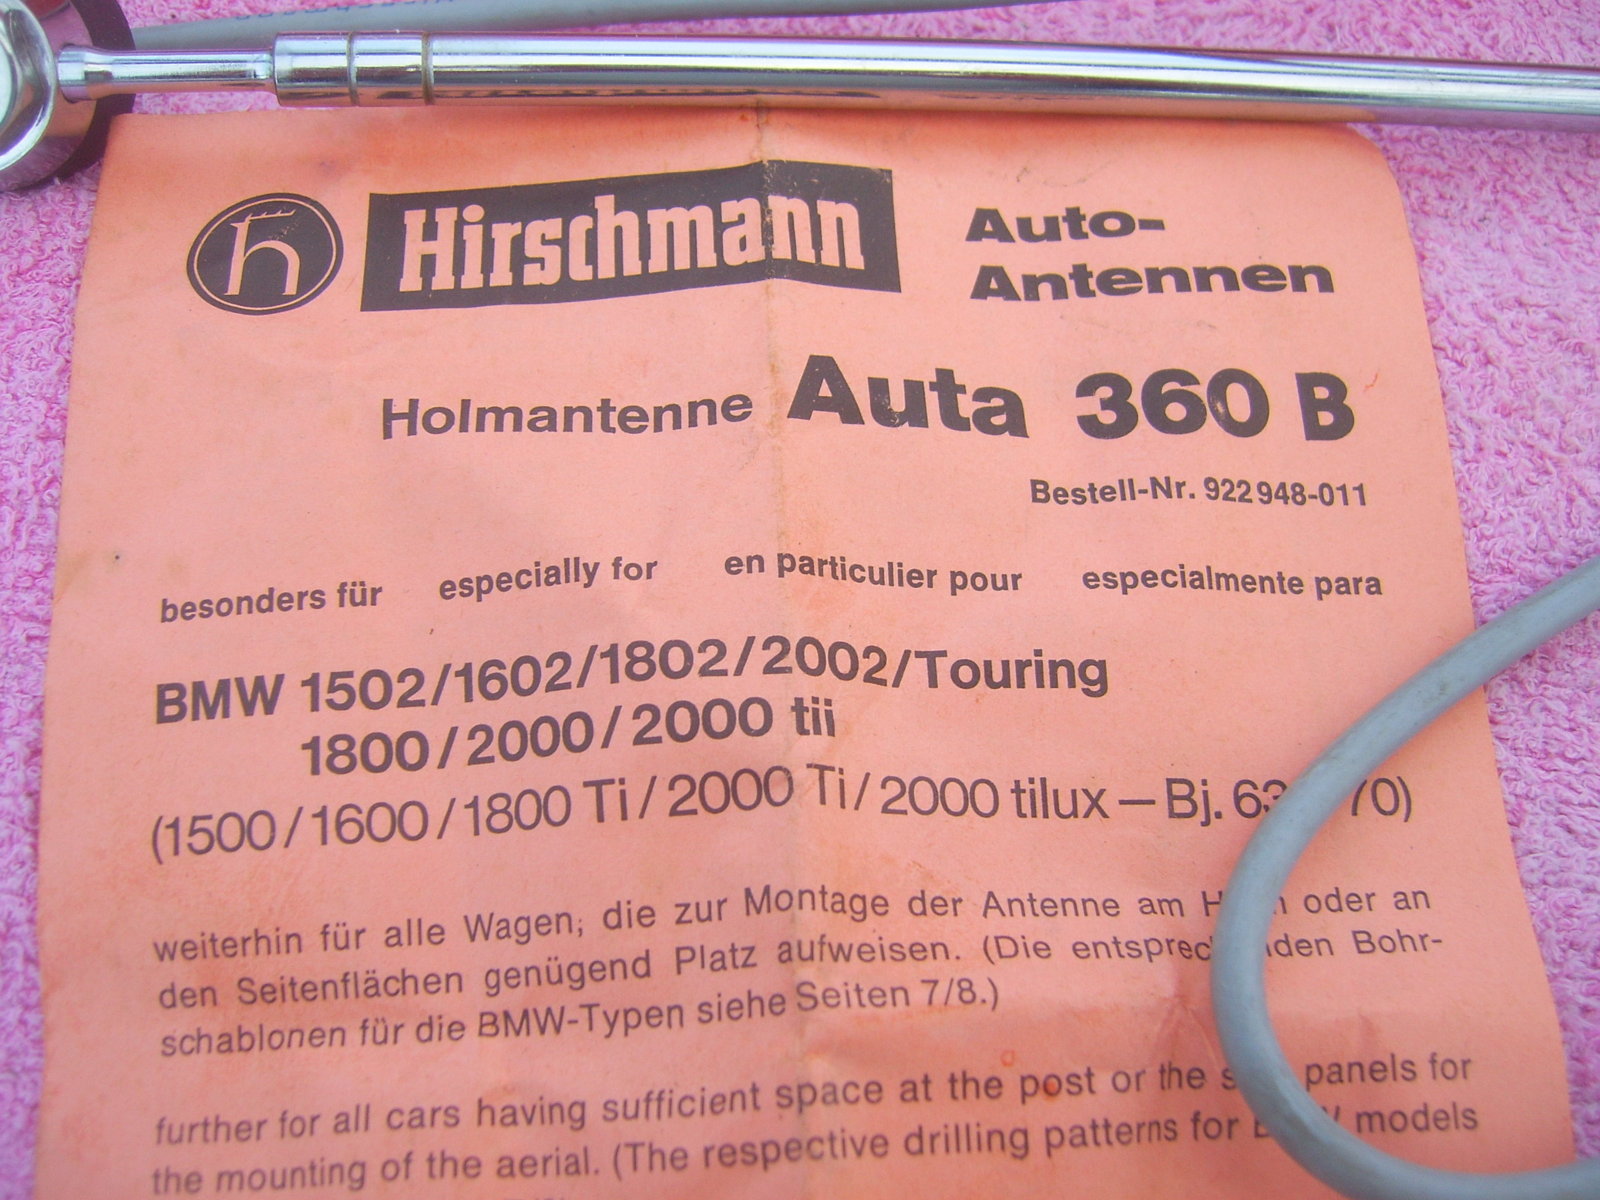 h
Hirschmann
Auto-
Antennen
Holmantenne Auta 360 B
Bestell-Nr. 922948-011
besonders für especially for en particulier pour especialmente para
BMW 1502/1602/1802/2002/Touring
1800/2000/2000 tii
(1500/1600/1800 Ti/2000 Ti/2000 tilux — Bj. 63 70)
weiterhin für alle Wagen, die zur Montage der Antenne am oder an
den Seitenflächen genügend Platz aufweisen. (Die entsprechenden Bohr-
schablonen für die BMW-Typen siehe Seiten 7/8.)
further for all cars having sufficient space at the post or the panels for
the mounting of the aerial. (The respective drilling patterns for models